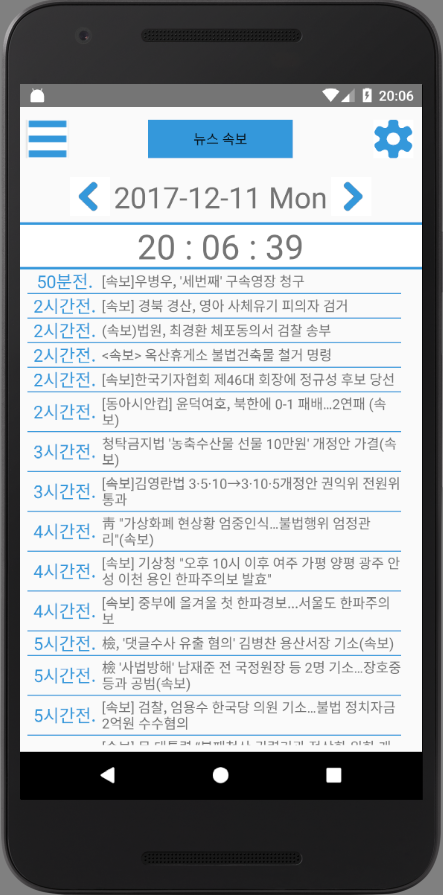 20:06
뉴스 속보
2017-12-11 Mon
20 : 06 : 39
50분전. [속보]우병우, '세번째' 구속영장 청구
2시간전. [속보] 경북 경산, 영아 사체유기 피의자 검거
2시간전. (속보)법원, 최경환 체포동의서 검찰 송부
2시간전. <속보> 옥산휴게소 불법건축물 철거 명령
2시간전. [속보]한국기자협회 제46대 회장에 정규성 후보 당선
2시간전. [동아시안컵] 윤덕여호, 북한에 0-1 패배...2연패 (속
보)
3시간전. 청탁금지법 '농축수산물 선물 10만원' 개정안 가결(속
보)
3시간전. [속보]김영란법 3·5·10→3·10·5개정안 권익위 전원위
통과
4시간전. 靑 "가상화폐 현상황 엄중인식...불법행위 엄정관
리"(속보)
4시간전. [속보] 기상청 "오후 10시 이후 여주 가평 양평 광주 안
성 이천 용인 한파주의보 발효"
4시간전. [속보] 중부에 올겨울 첫 한파경보...서울도 한파주의
보
5시간전. 檢, '댓글수사 유출 혐의' 김병찬 용산서장 기소(속보)
5시간전. 檢 '사법방해' 남재준 전 국정원장 등 2명 기소...장호중
등과 공범(속보)
5시간전. [속보] 검찰, 엄용수 한국당 의원 기소...불법 정치자금
2억원 수수혐의